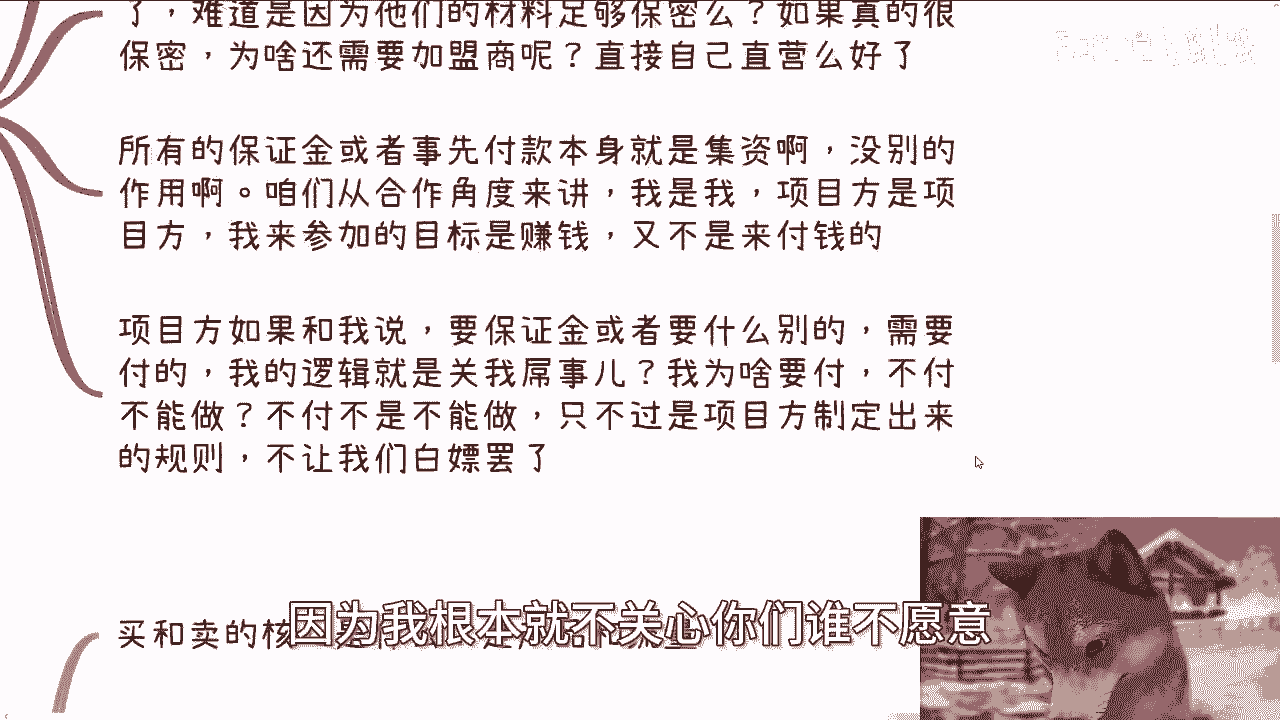 了，难道是因为他们的材料足够保密么？如果真的很
保密，为啥还需要加盟商呢？直接自己直营么好了
所有的保证金或者事先付款本身就是集资啊，没别的
作用啊。咱们从合作角度来讲，我是我，项目方是项
目方，我来参加的目标是赚钱，又不是来付钱的
项目方如果和我说，要保证金或者要什么别的，需要
付的，我的逻辑就是关我屌事儿？我为啥要付，不付
不能做？不付不是不能做，只不过是项目方制定出来
的规则，不让我们白嫖罢了
买和卖的核
因为我根本就不关心你们谁不愿意